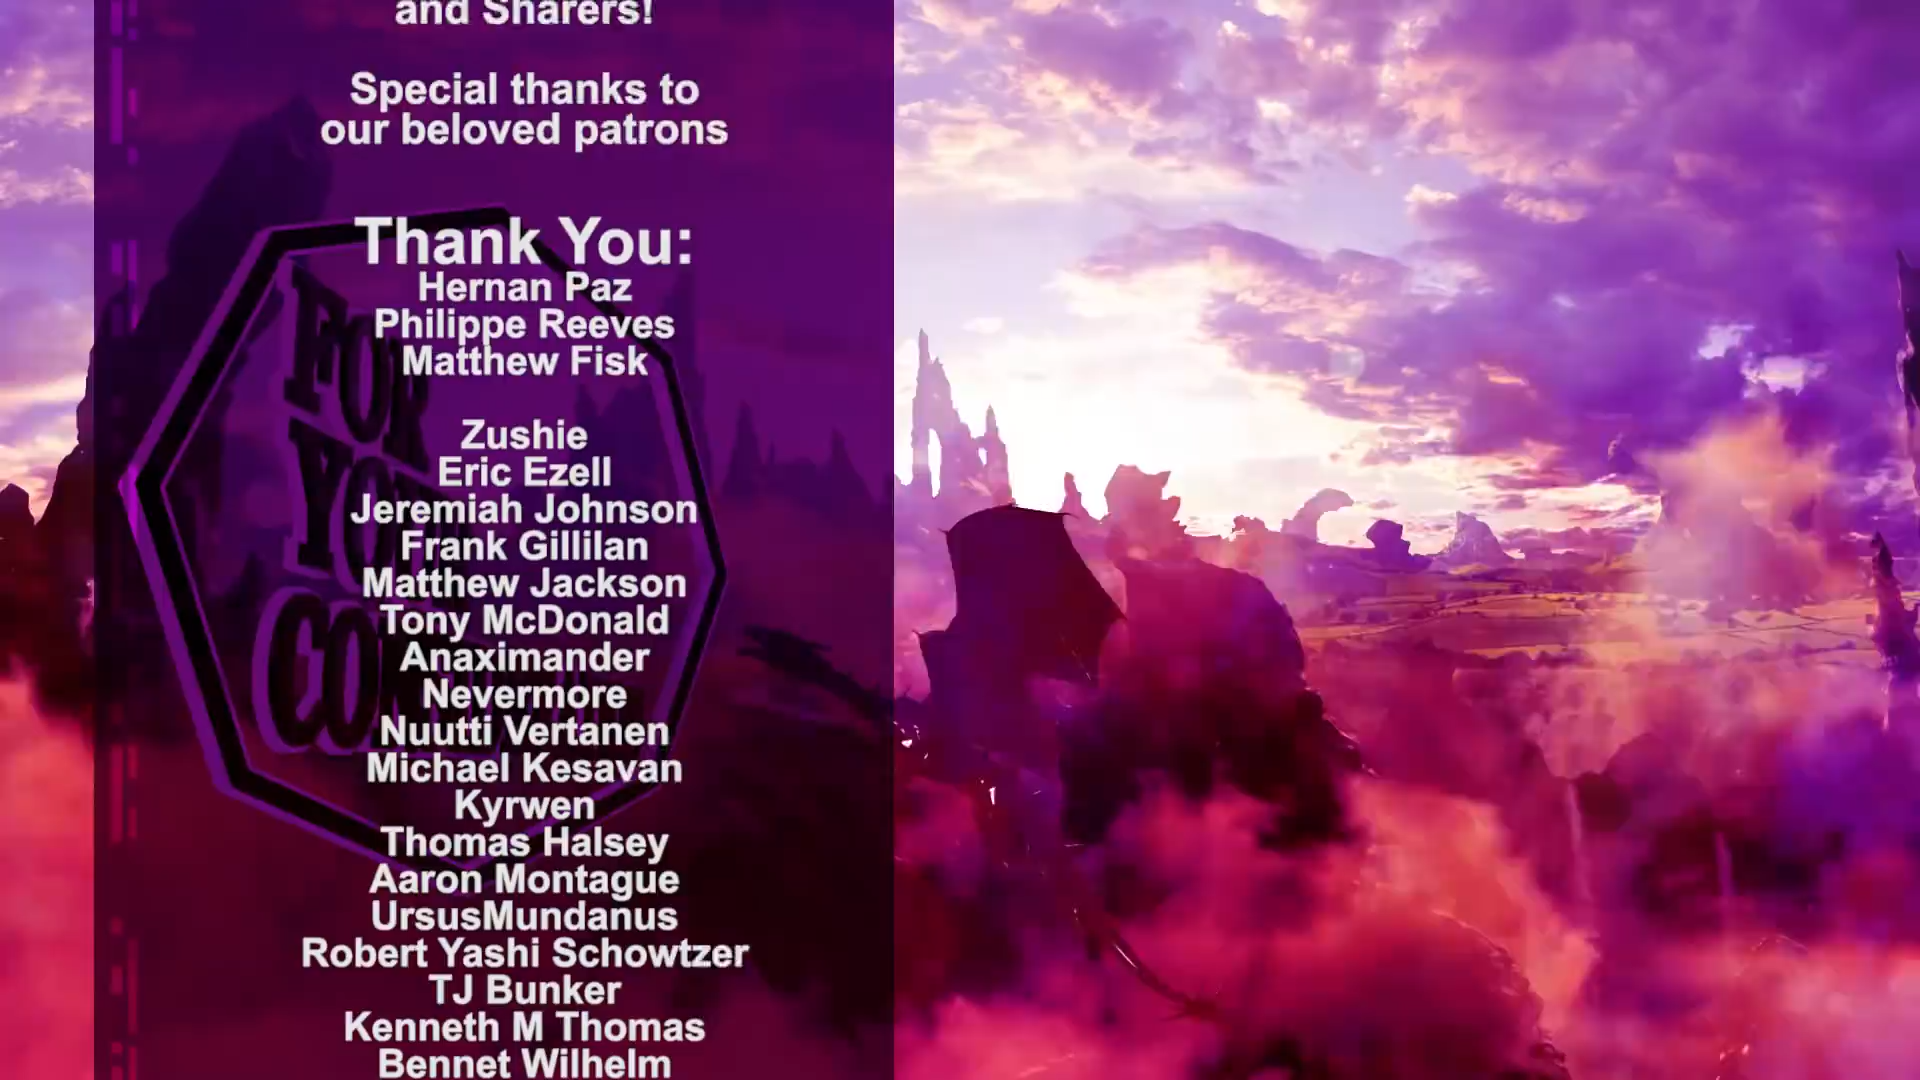 and Sharers!
Special thanks to
our beloved patrons
Thank You:
Hernan Paz
Philippe Reeves
Matthew Fisk
Zushie
Eric Ezell
Jeremiah Johnson
Frank Gillilan
Matthew Jackson
Tony McDonald
Anaximander
Nevermore
Nuutti Vertanen
Michael Kesavan
Kyrwen
Thomas Halsey
Aaron Montague
UrsusMundanus
Robert Yashi Schowtzer
TJ Bunker
Kenneth M Thomas
Bennet Wilhelm
FOR